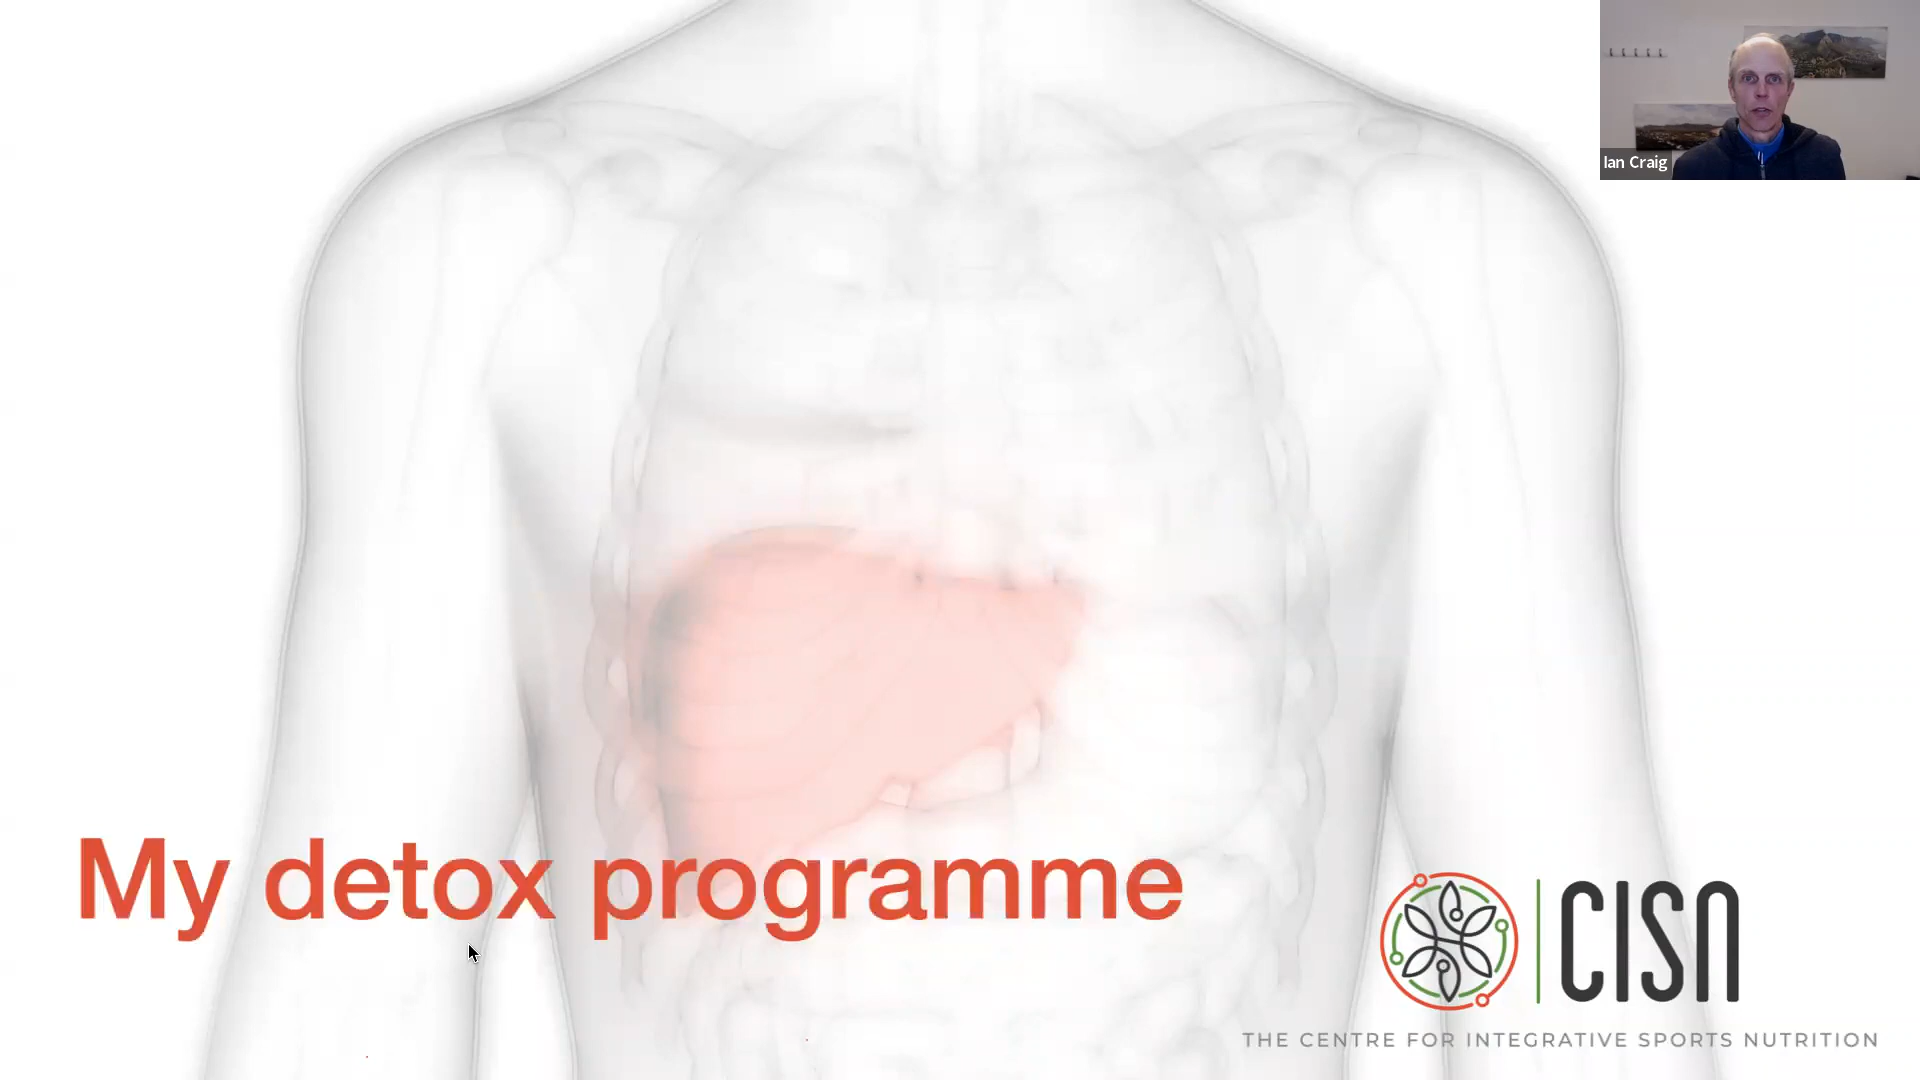 Ian Craig
My detox programme
CISN
THE CENTRE FOR INTEGRATIVE SPORTS NUTRITION